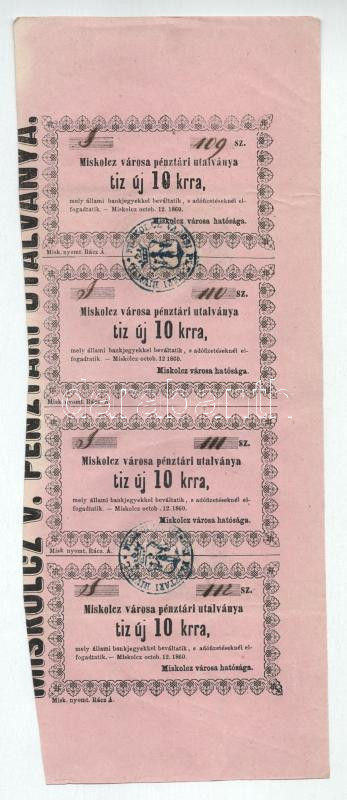 MISKOLCZ V. PÉNZTÁRI UTALVÁNYA.
S 109 sz.
Miskolcz városa pénztári utalványa
tiz új 10 krra,
mely állami bankjegyekkel beváltatik, s adófizetéseknél el-
fogadtatik. — Miskolcz octob. 12. 1860.
Miskolcz városa hatósága.
Misk. nyomt. Rácz Á.
S 110 sz.
Miskolcz városa pénztári utalványa
tiz új 10 krra,
mely állami bankjegyekkel beváltatik, s adófizetéseknél el-
fogadtatik. — Miskolcz octob. 12. 1860.
Miskolcz városa hatósága.
Misk. nyomt. Rácz Á.
S 111 sz.
Miskolcz városa pénztári utalványa
tiz új 10 krra,
mely állami bankjegyekkel beváltatik, s adófizetéseknél el-
fogadtatik. — Miskolcz octob. 12. 1860.
Miskolcz városa hatósága.
Misk. nyomt. Rácz Á.
S 112 sz.
Miskolcz városa pénztári utalványa
tiz új 10 krra,
mely állami bankjegyekkel beváltatik, s adófizetéseknél el-
fogadtatik. — Miskolcz octob. 12. 1860.
Miskolcz városa hatósága.
Misk. nyomt. Rácz Á.
darabanth